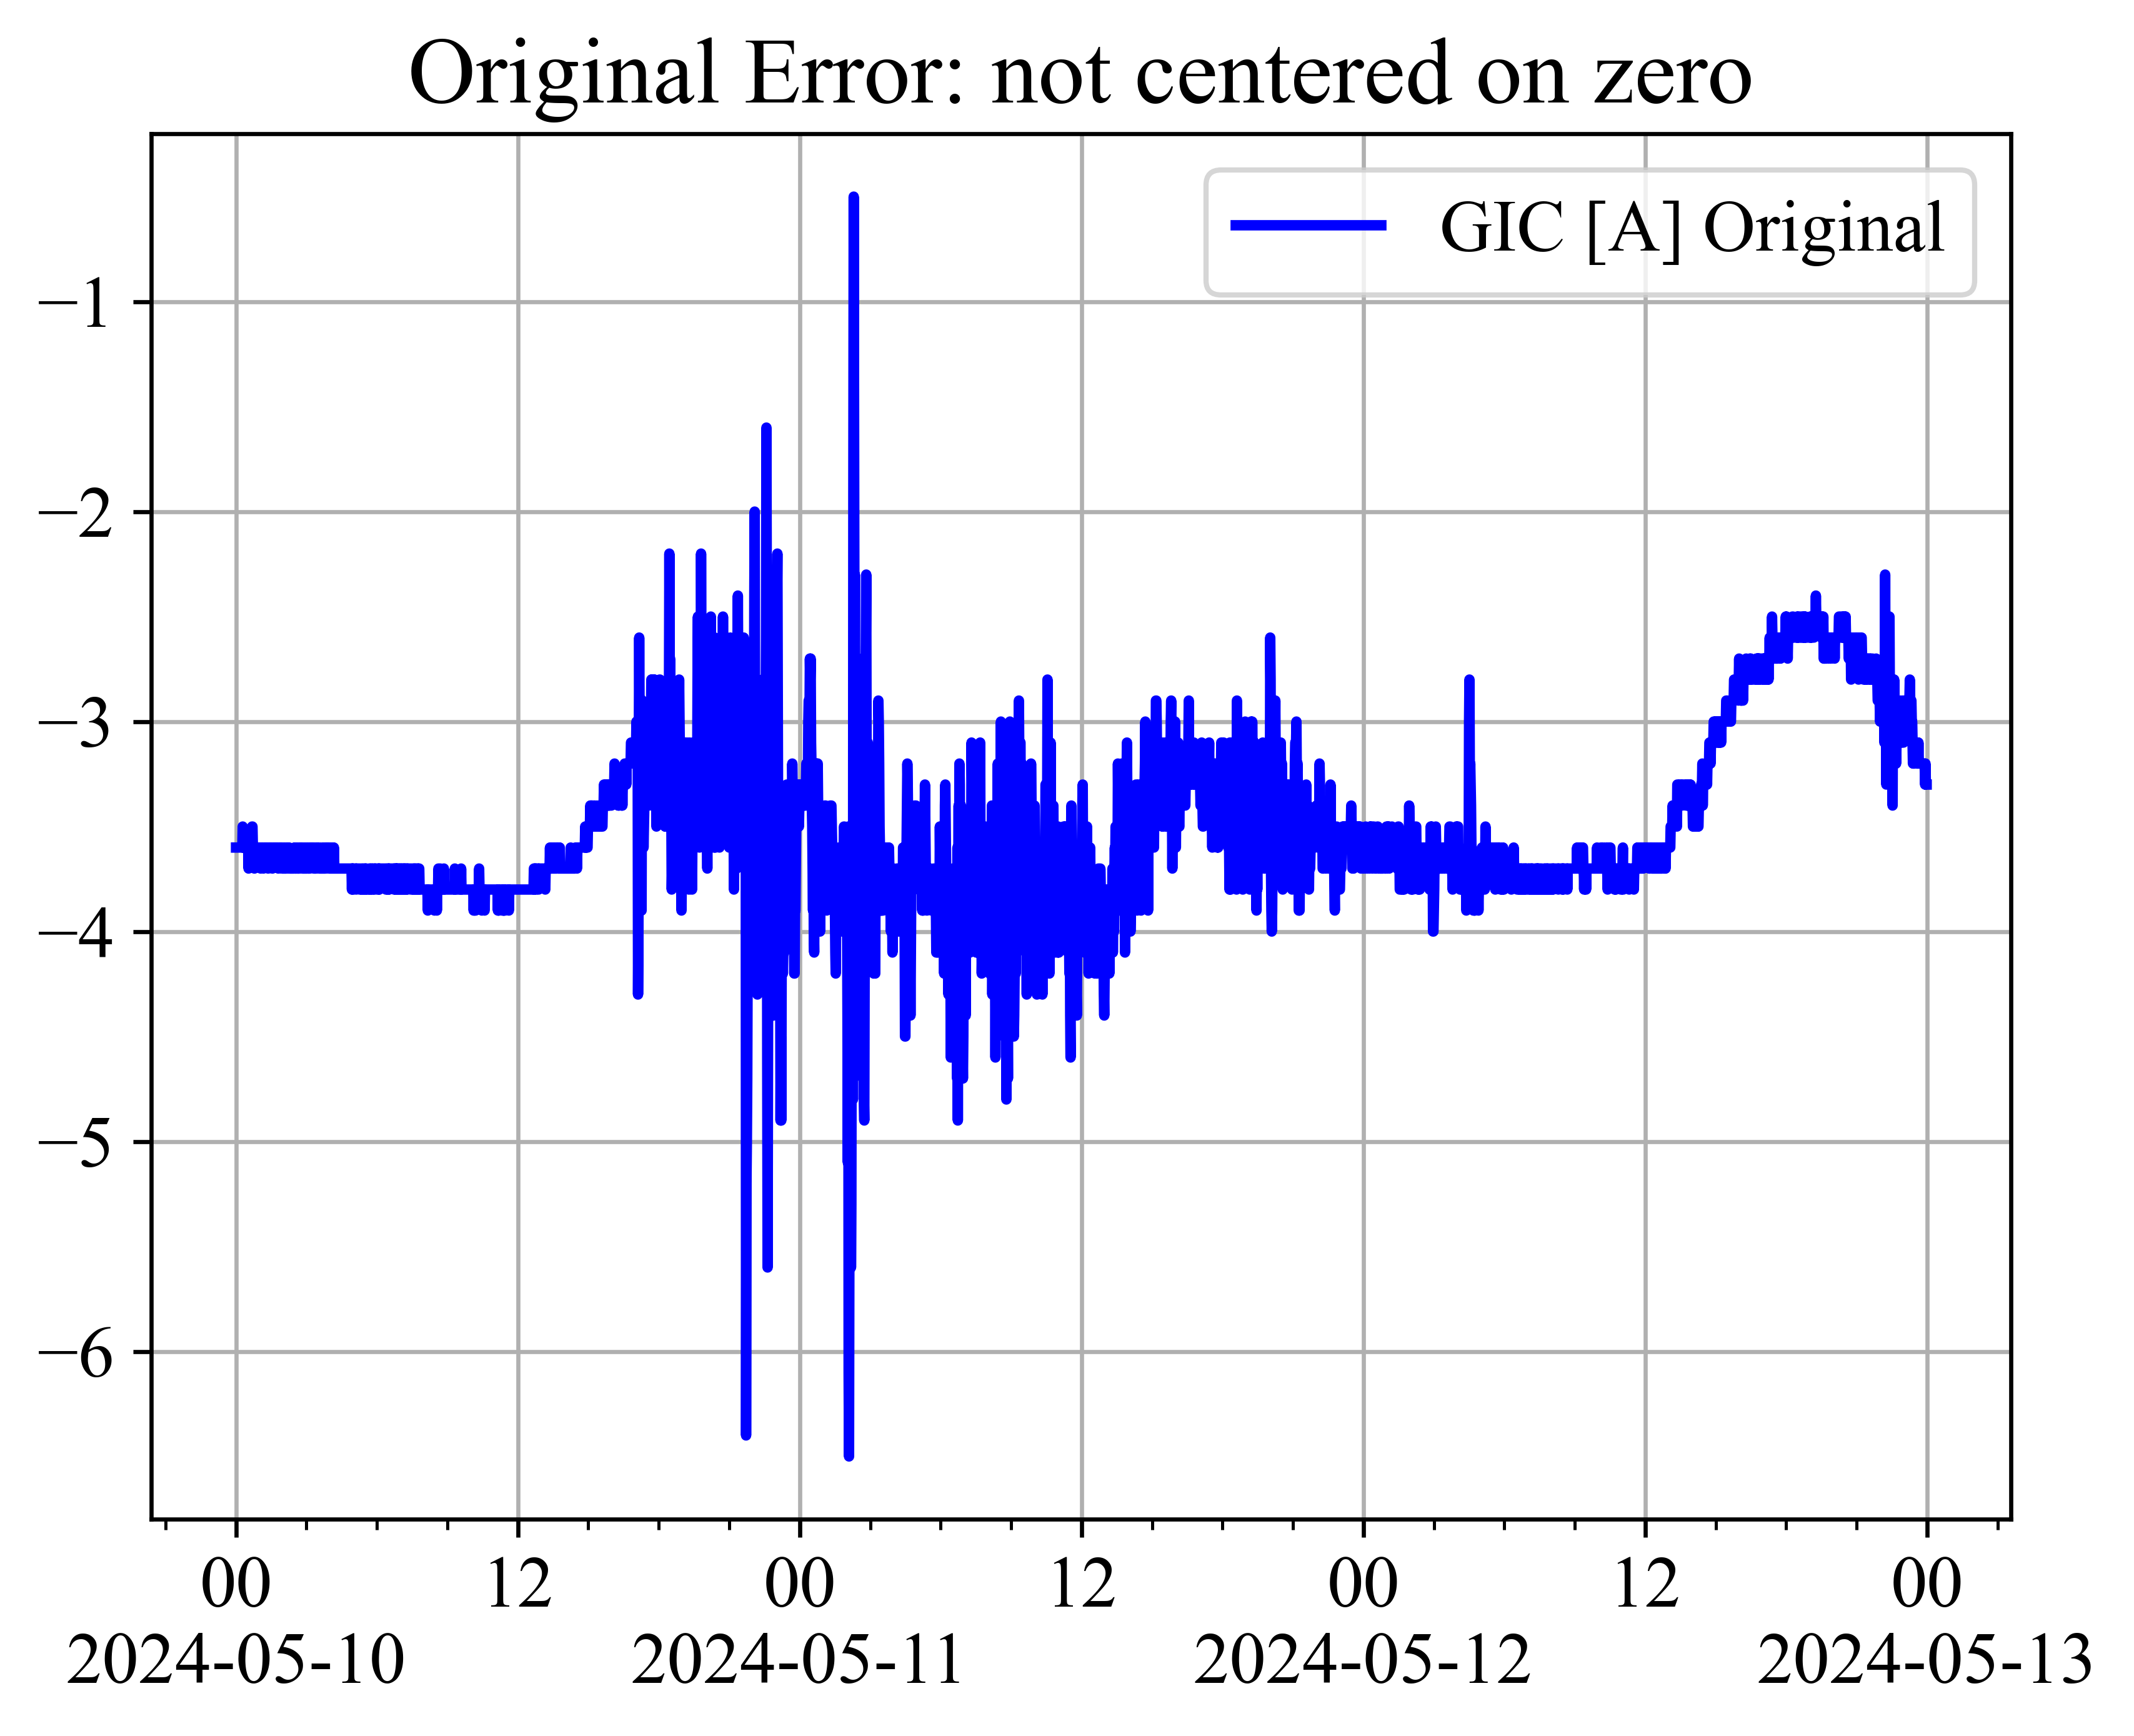 Original Error: not centered on zero
GIC [A] Original
−1
−2
−3
−4
−5
−6
00 12 00 12 00 12 00
2024-05-10 2024-05-11 2024-05-12 2024-05-13